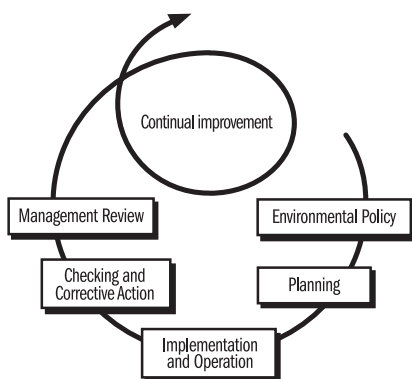 Continual improvement
Management Review
Environmental Policy
Checking and
Corrective Action
Planning
Implementation
and Operation